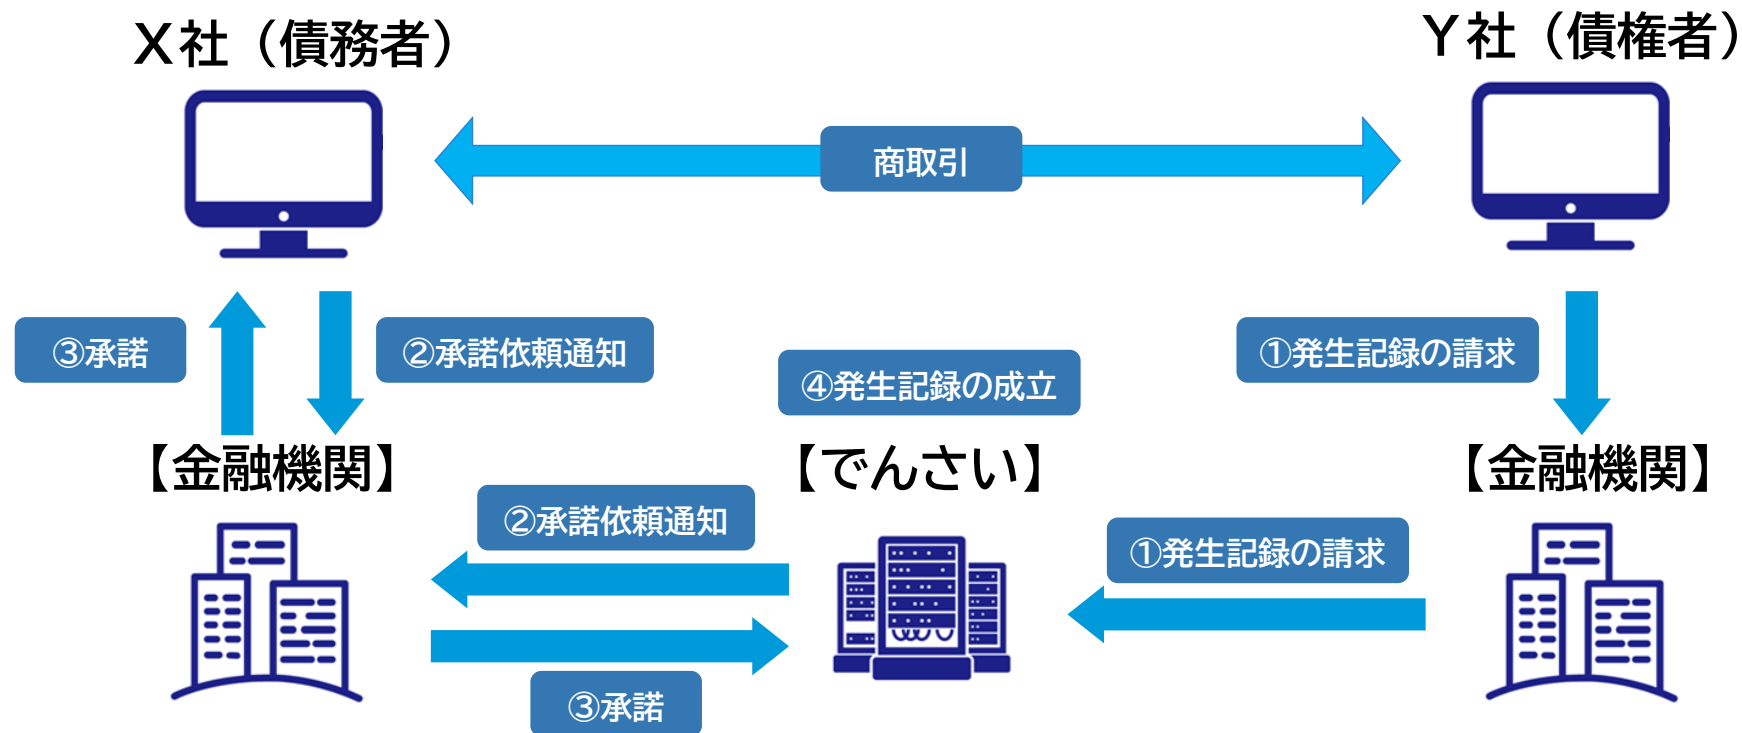 X社（債務者）
Y社（債権者）
商取引
③承諾
②承諾依頼通知
①発生記録の請求
④発生記録の成立
【金融機関】
【でんさい】
【金融機関】
②承諾依頼通知
①発生記録の請求
③承諾